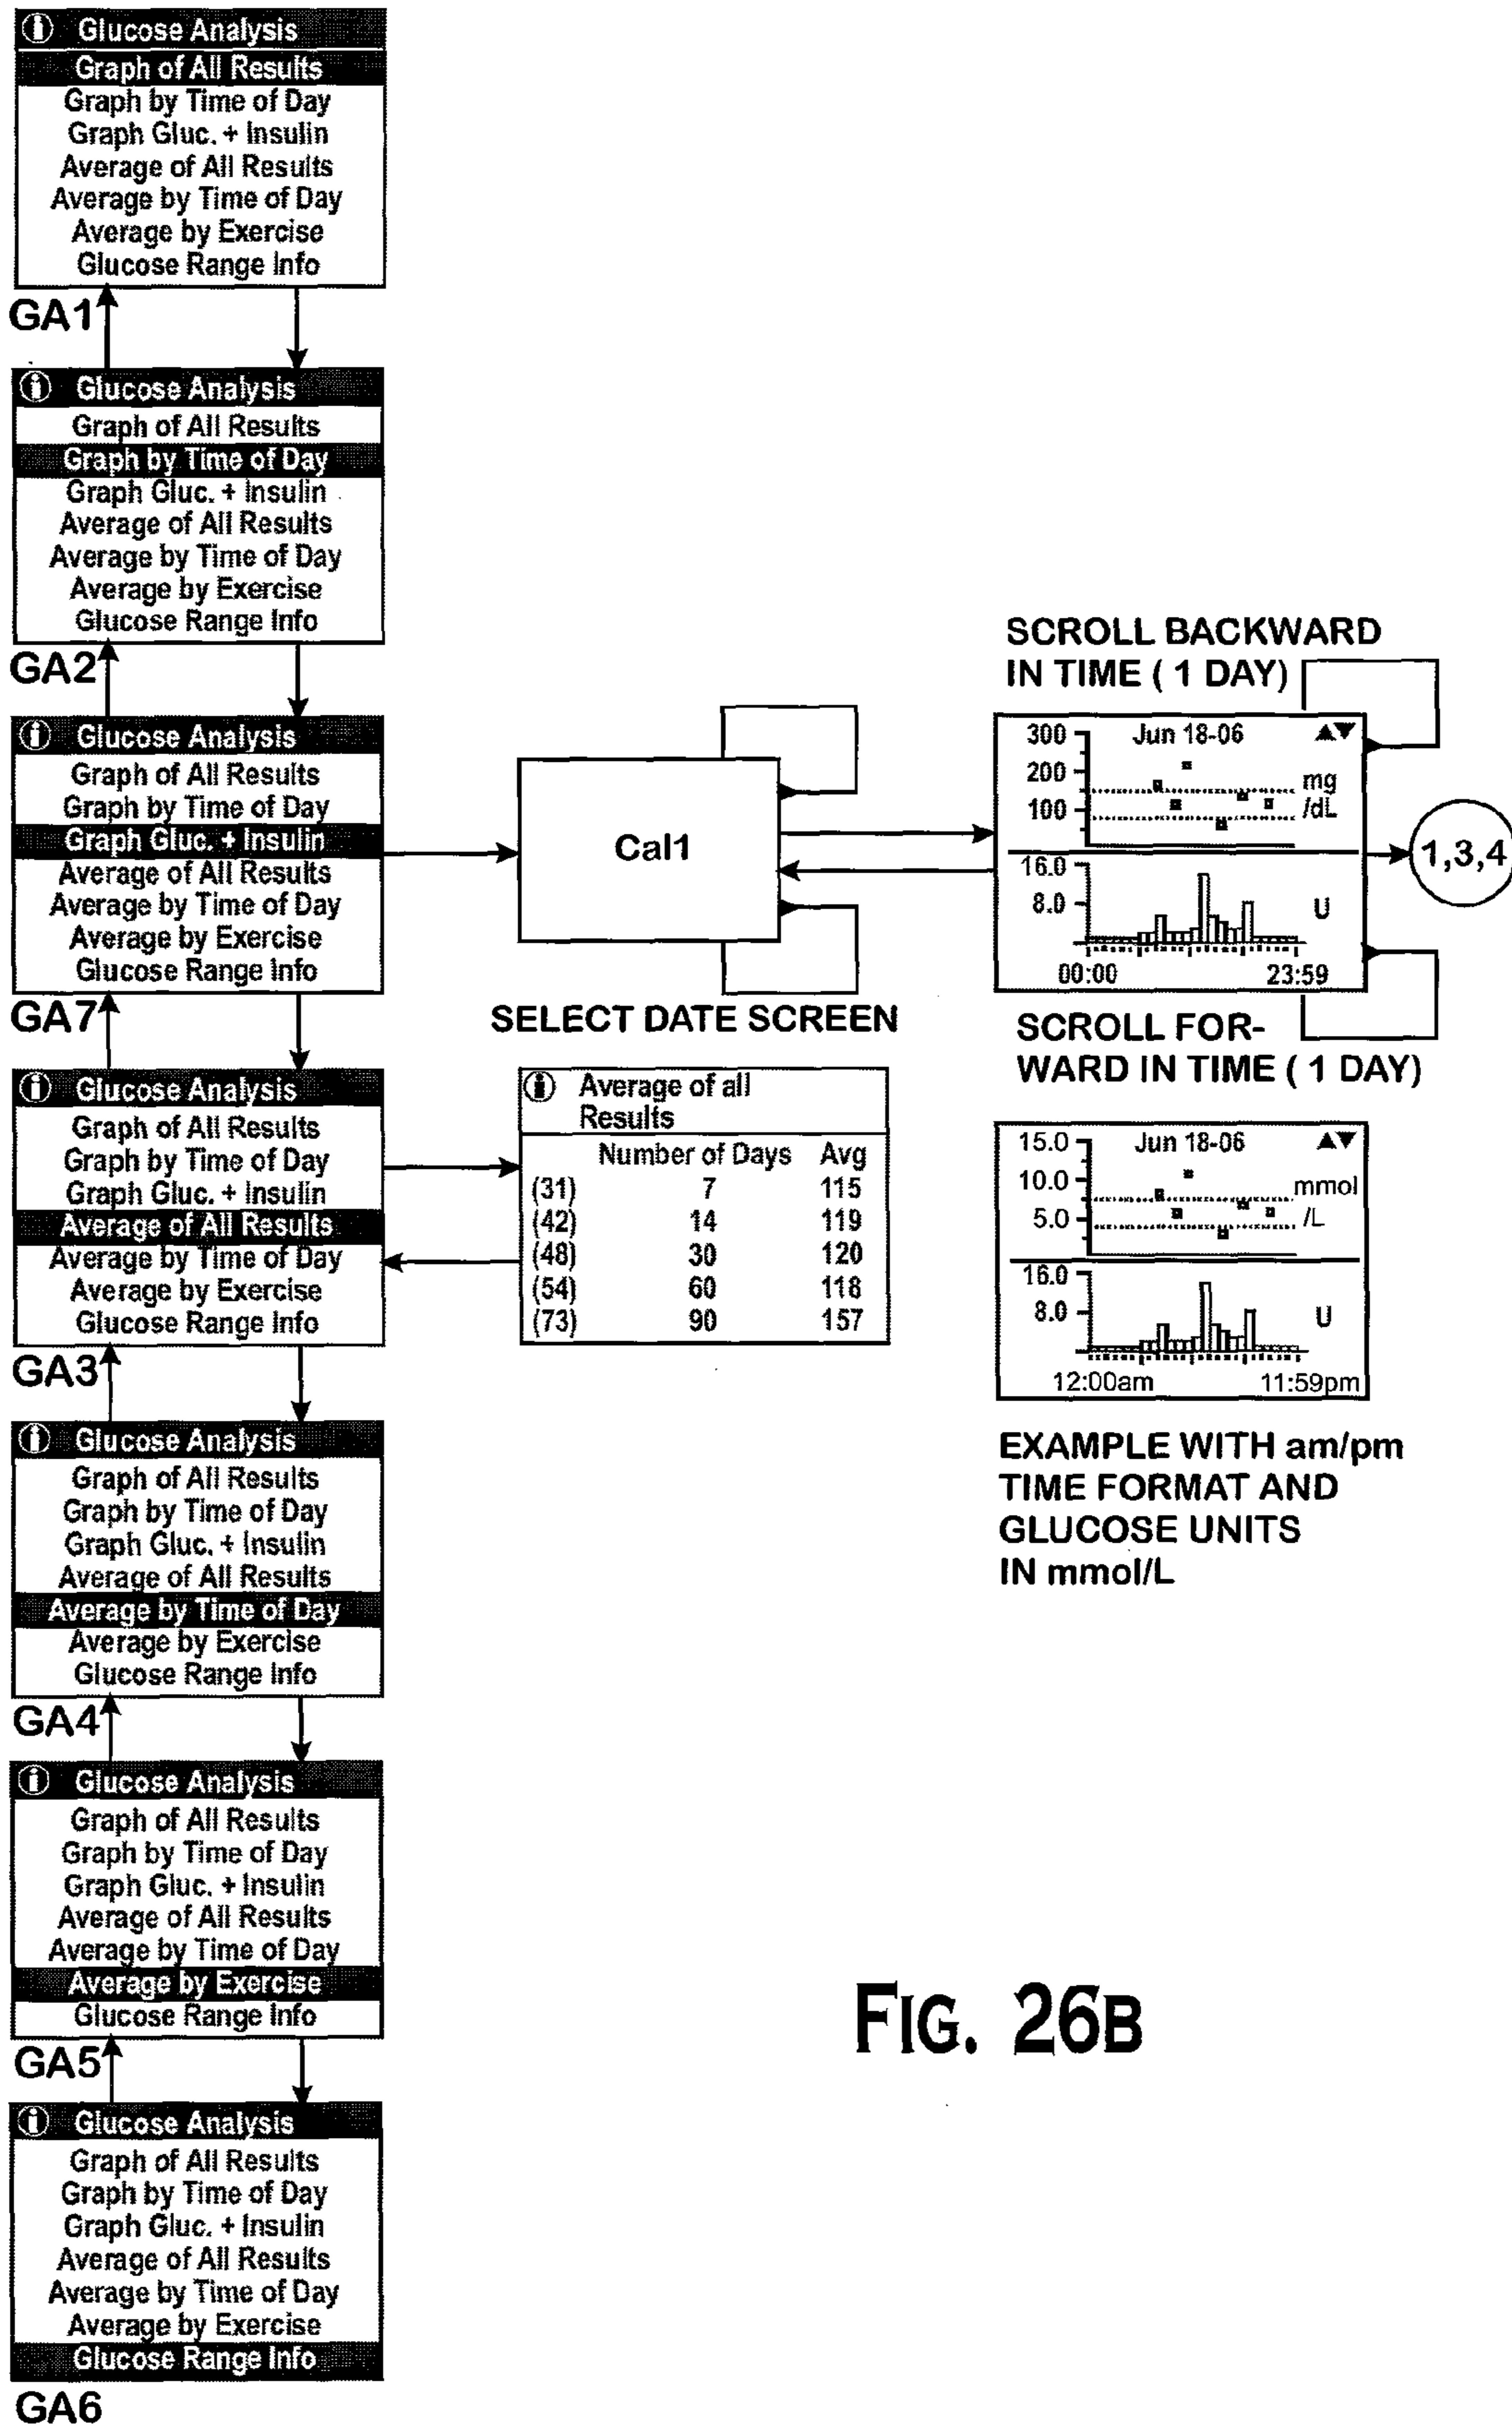 Glucose Analysis
Graph of All Results
Graph by Time of Day
Graph Gluc. + Insulin
Average of All Results
Average by Time of Day
Average by Exercise
Glucose Range Info
GA1
Glucose Analysis
Graph of All Results
Graph by Time of Day
Graph Gluc. + Insulin
Average of All Results
Average by Time of Day
Average by Exercise
Glucose Range Info
GA2
Glucose Analysis
Graph of All Results
Graph by Time of Day
Graph Gluc. + Insulin
Average of All Results
Average by Time of Day
Average by Exercise
Glucose Range Info
GA7
Cal1
SELECT DATE SCREEN
SCROLL BACKWARD
IN TIME ( 1 DAY)
300 Jun 18-06
200 mg
100 /dL
16.0
8.0 U
00:00 23:59
1,3,4
SCROLL FOR-
WARD IN TIME ( 1 DAY)
Glucose Analysis
Graph of All Results
Graph by Time of Day
Graph Gluc. + Insulin
Average of All Results
Average by Time of Day
Average by Exercise
Glucose Range Info
GA3
Average of all
Results
Number of Days Avg
(31) 7 115
(42) 14 119
(48) 30 120
(54) 60 118
(73) 90 157
15.0 Jun 18-06
10.0 mmol
5.0 /L
16.0
8.0 U
12:00am 11:59pm
EXAMPLE WITH am/pm
TIME FORMAT AND
GLUCOSE UNITS
IN mmol/L
Glucose Analysis
Graph of All Results
Graph by Time of Day
Graph Gluc. + Insulin
Average of All Results
Average by Time of Day
Average by Exercise
Glucose Range Info
GA4
Glucose Analysis
Graph of All Results
Graph by Time of Day
Graph Gluc. + Insulin
Average of All Results
Average by Time of Day
Average by Exercise
Glucose Range Info
GA5
Glucose Analysis
Graph of All Results
Graph by Time of Day
Graph Gluc. + Insulin
Average of All Results
Average by Time of Day
Average by Exercise
Glucose Range Info
GA6
FIG. 26B